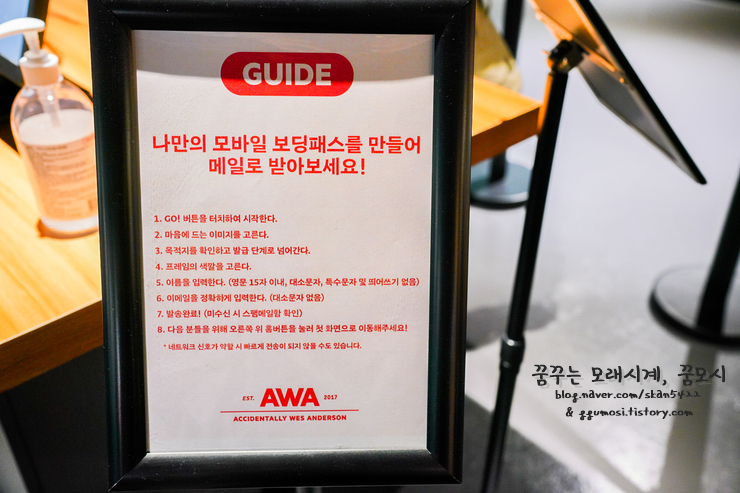 GUIDE
나만의 모바일 보딩패스를 만들어
메일로 받아보세요!
1. GO! 버튼을 터치하여 시작한다.
2. 마음에 드는 이미지를 고른다.
3. 목적지를 확인하고 발급 단계로 넘어간다.
4. 프레임의 색깔을 고른다.
5. 이름을 입력한다. (영문 15자 이내, 대소문자, 특수문자 및 띄어쓰기 없음)
6. 이메일을 정확하게 입력한다. (대소문자 없음)
7. 발송완료! (미수신 시 스팸메일함 확인)
8. 다음 분들을 위해 오른쪽 위 홈버튼을 눌러 첫 화면으로 이동해주세요!
* 네트워크 신호가 약할 시 빠르게 전송이 되지 않을 수도 있습니다.
EST. AWA 2017
ACCIDENTALLY WES ANDERSON
꿈꾸는 모래시계, 꿈모시
blog.naver.com/skan5422
& ggumosi.tistory.com